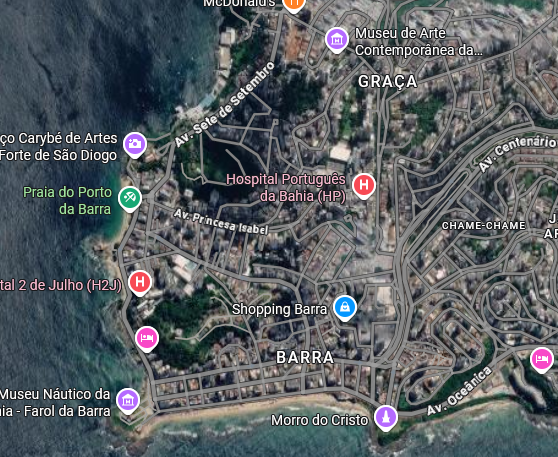 McDonald's
Museu de Arte
Contemporânea da...
GRAÇA
Av. Sete de Setembro
ço Carybé de Artes
Forte de São Diogo
Av. Centenário
Hospital Português
da Bahia (HP)
Praia do Porto
da Barra
Av. Princesa Isabel
CHAME-CHAME
J
AP
tal 2 de Julho (H2J)
Shopping Barra
BARRA
Museu Náutico da
hia - Farol da Barra
Morro do Cristo
Av. Oceânica
H
H